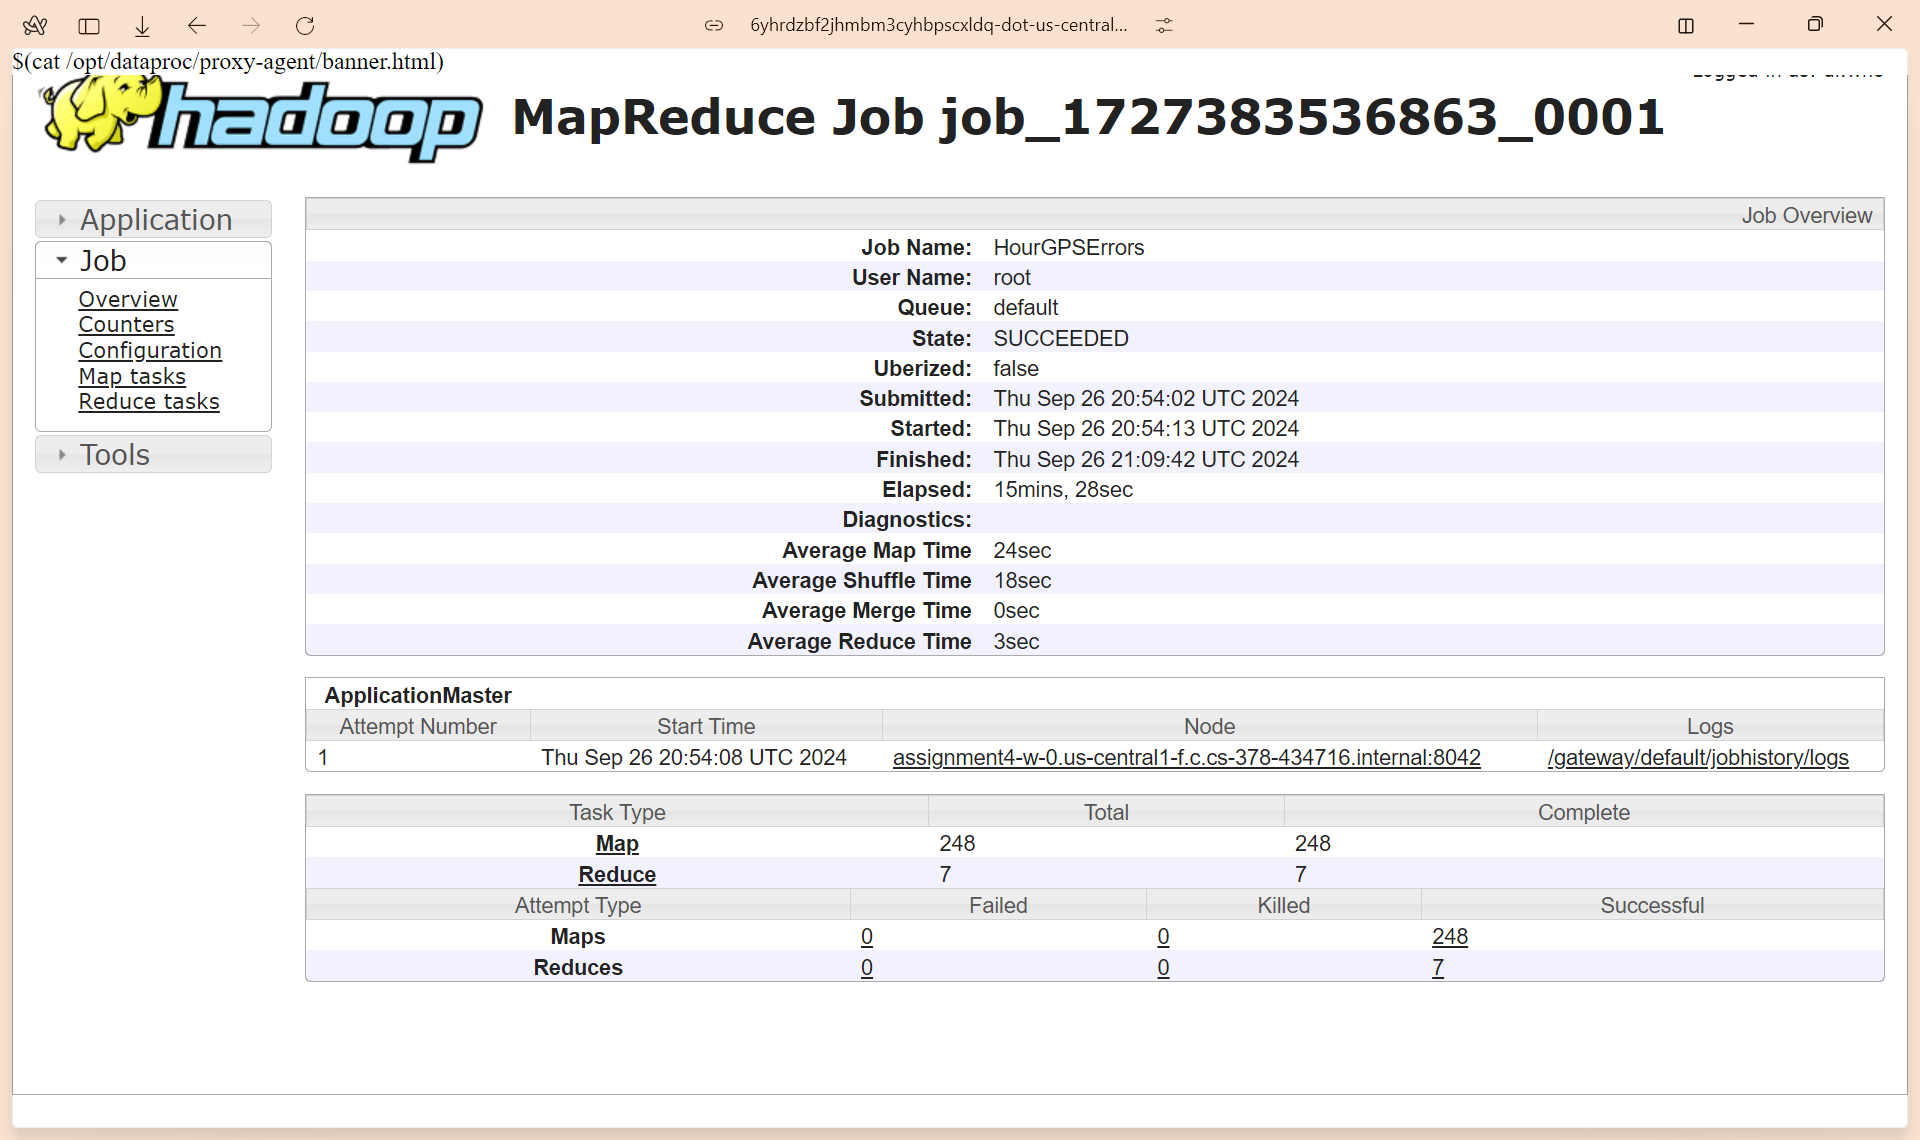 6yhrdzbf2jhmbm3cyhbpscxldq-dot-us-central...
$(cat /opt/dataproc/proxy-agent/banner.html)
hadoop
MapReduce Job job_1727383536863_0001
Application
Job
Overview
Counters
Configuration
Map tasks
Reduce tasks
Tools
Job Overview
Job Name: HourGPSErrors
User Name: root
Queue: default
State: SUCCEEDED
Uberized: false
Submitted: Thu Sep 26 20:54:02 UTC 2024
Started: Thu Sep 26 20:54:13 UTC 2024
Finished: Thu Sep 26 21:09:42 UTC 2024
Elapsed: 15mins, 28sec
Diagnostics:
Average Map Time 24sec
Average Shuffle Time 18sec
Average Merge Time 0sec
Average Reduce Time 3sec
ApplicationMaster
Attempt Number Start Time Node Logs
1 Thu Sep 26 20:54:08 UTC 2024 assignment4-w-0.us-central1-f.c.cs-378-434716.internal:8042 /gateway/default/jobhistory/logs
Task Type Total Complete
Map 248 248
Reduce 7 7
Attempt Type Failed Killed Successful
Maps 0 0 248
Reduces 0 0 7